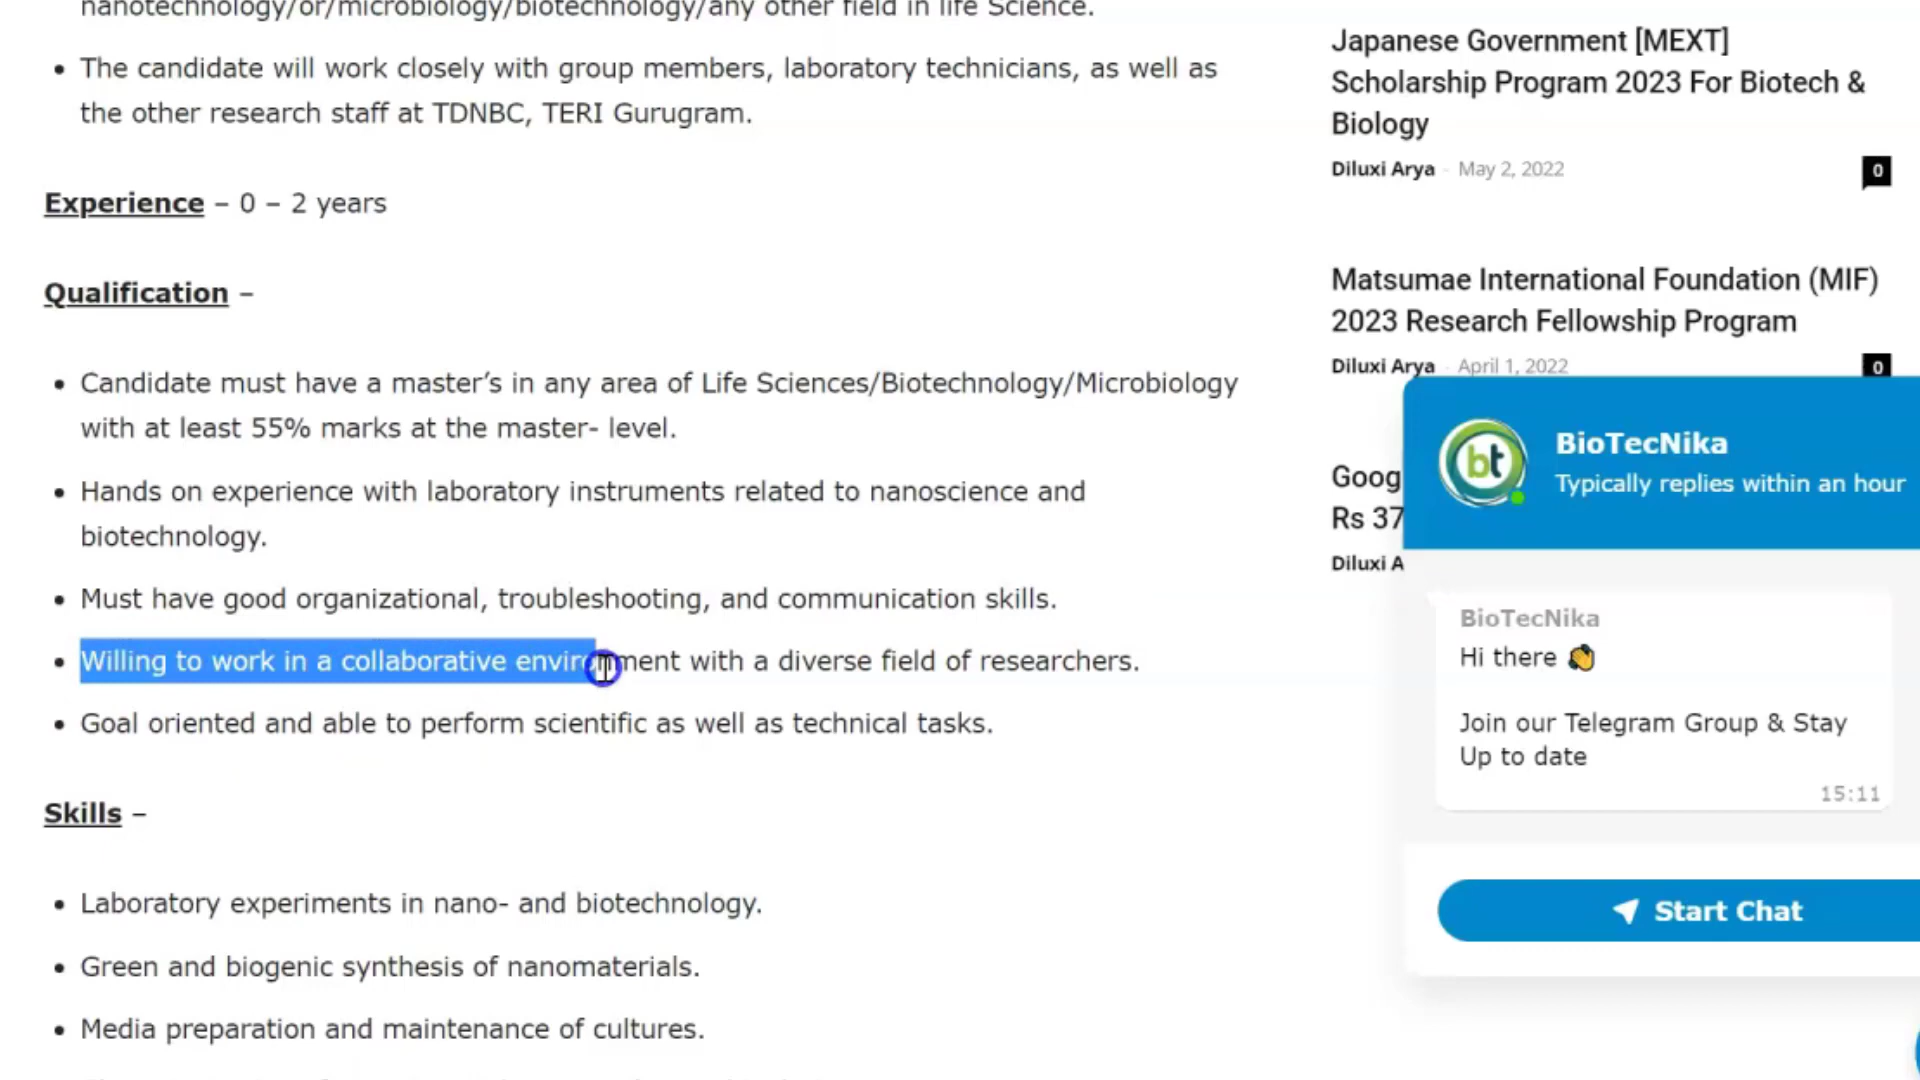 nanotechnology/or/microbiology/biotechnology/any other field in life Science.
• The candidate will work closely with group members, laboratory technicians, as well as
the other research staff at TDNBC, TERI Gurugram.
Experience – 0 – 2 years
Qualification –
• Candidate must have a master’s in any area of Life Sciences/Biotechnology/Microbiology
with at least 55% marks at the master- level.
• Hands on experience with laboratory instruments related to nanoscience and
biotechnology.
• Must have good organizational, troubleshooting, and communication skills.
• Willing to work in a collaborative environment with a diverse field of researchers.
• Goal oriented and able to perform scientific as well as technical tasks.
Skills –
• Laboratory experiments in nano- and biotechnology.
• Green and biogenic synthesis of nanomaterials.
• Media preparation and maintenance of cultures.
Japanese Government [MEXT]
Scholarship Program 2023 For Biotech &
Biology
Diluxi Arya - May 2, 2022
0
Matsumae International Foundation (MIF)
2023 Research Fellowship Program
Diluxi Arya - April 1, 2022
0
Goog
Rs 37
Diluxi A
bt
BioTecNika
Typically replies within an hour
BioTecNika
Hi there 👏
Join our Telegram Group & Stay
Up to date
15:11
Start Chat